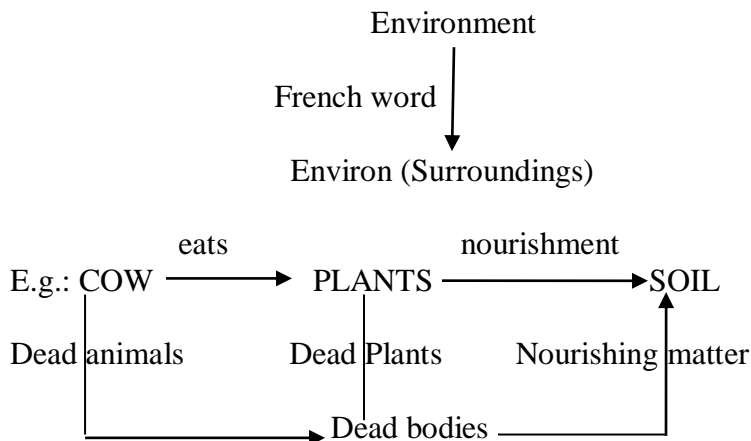 Environment
French word
Environ (Surroundings)
eats nourishment
E.g.: COW PLANTS SOIL
Dead animals Dead Plants Nourishing matter
Dead bodies